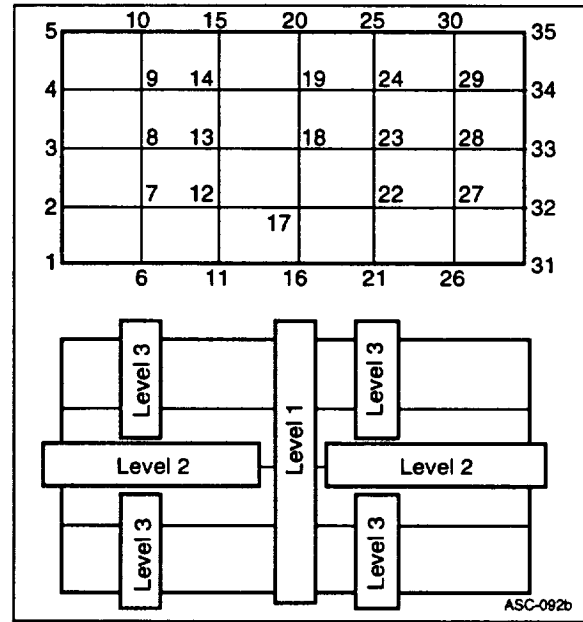 5 10 15 20 25 30 35
9 14 19 24 29
4 34
8 13 18 23 28
3 33
7 12 22 27
2 17 32
1 31
6 11 16 21 26
Level 3 Level 1 Level 3
Level 2 Level 2
Level 3 Level 3
ASC-092b